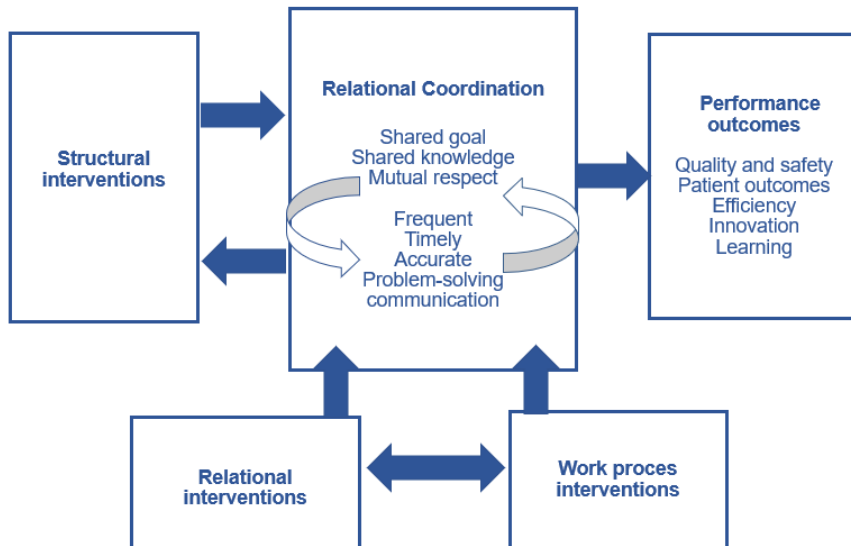 Structural
interventions
Relational Coordination
Shared goal
Shared knowledge
Mutual respect
Frequent
Timely
Accurate
Problem-solving
communication
Performance
outcomes
Quality and safety
Patient outcomes
Efficiency
Innovation
Learning
Relational
interventions
Work proces
interventions